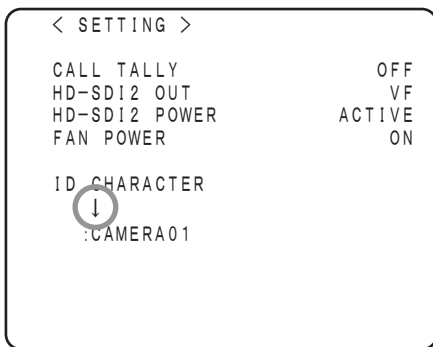 < SETTING >
CALL TALLY OFF
HD-SDI2 OUT VF
HD-SDI2 POWER ACTIVE
FAN POWER ON
ID CHARACTER
↓
:CAMERA01